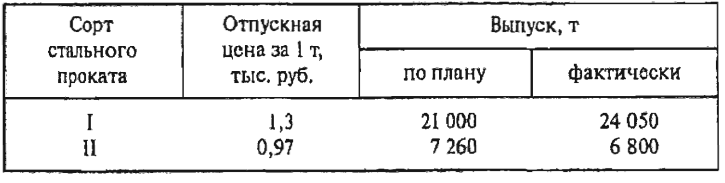 Сорт стального проката
Отпускная цена за 1 т, тыс. руб.
Выпуск, т
по плану
фактически
I 1,3 21 000 24 050
II 0,97 7 260 6 800